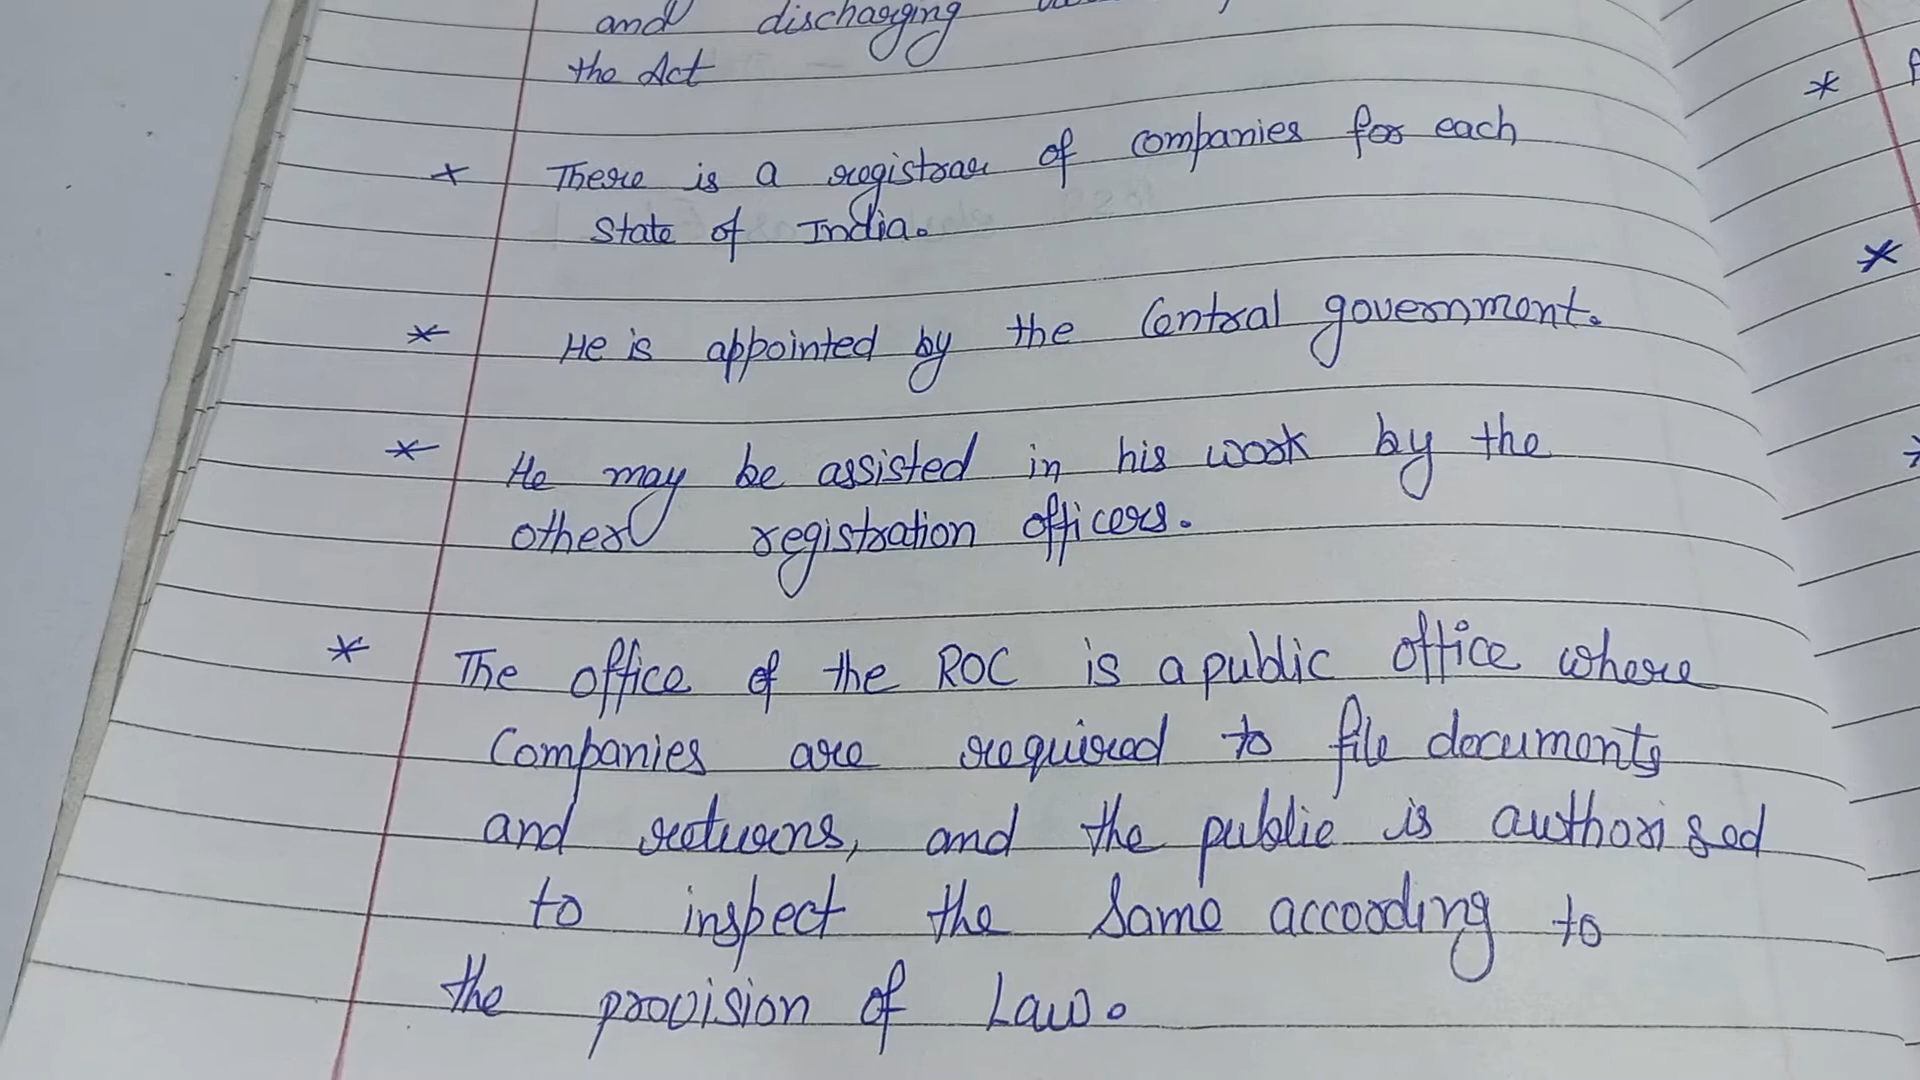 and discharging
the Act
* There is a registrar of companies for each
State of India.
* He is appointed by the Central government.
* He may be assisted in his work by the
other registration officers.
* The office of the ROC is a public office where
Companies are required to file documents
and returns, and the public is authorised
to inspect the same according to
the provision of Law.
*
*